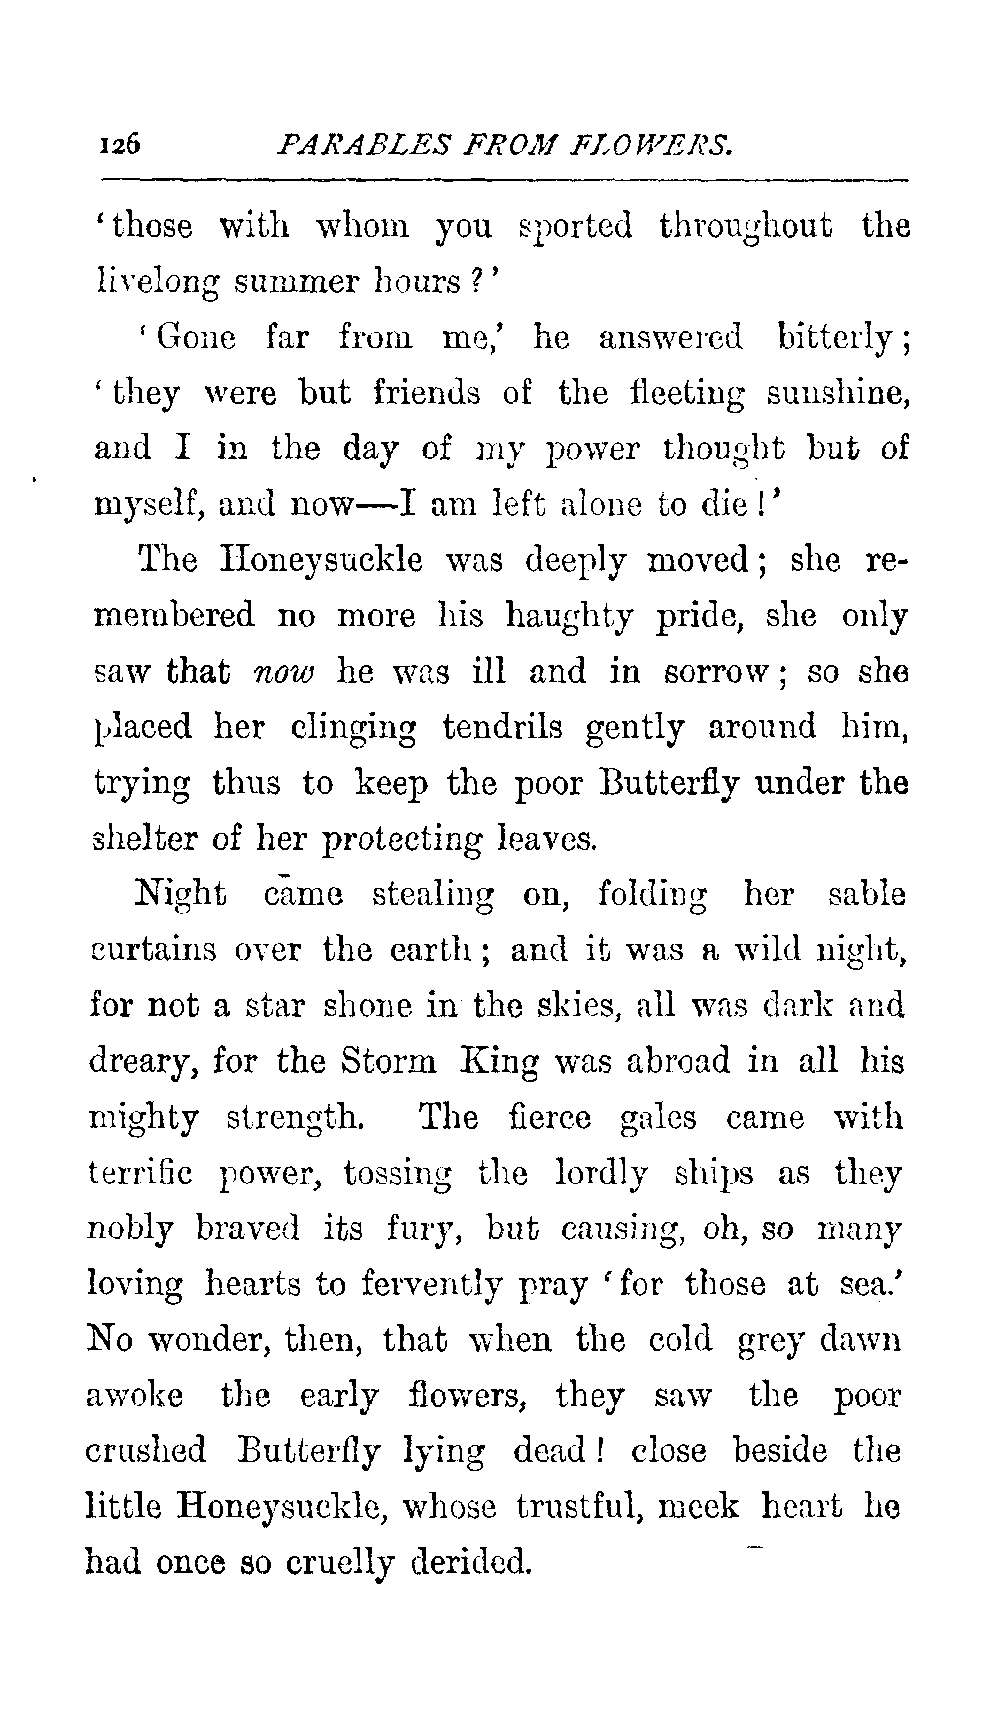 126 PARABLES FROM FLOWERS.
‘those with whom you sported throughout the
livelong summer hours?’
‘Gone far from me,’ he answered bitterly;
‘they were but friends of the fleeting sunshine,
and I in the day of my power thought but of
myself, and now—I am left alone to die!’
The Honeysuckle was deeply moved; she re-
membered no more his haughty pride, she only
saw that now he was ill and in sorrow; so she
placed her clinging tendrils gently around him,
trying thus to keep the poor Butterfly under the
shelter of her protecting leaves.
Night came stealing on, folding her sable
curtains over the earth; and it was a wild night,
for not a star shone in the skies, all was dark and
dreary, for the Storm King was abroad in all his
mighty strength. The fierce gales came with
terrific power, tossing the lordly ships as they
nobly braved its fury, but causing, oh, so many
loving hearts to fervently pray ‘for those at sea.’
No wonder, then, that when the cold grey dawn
awoke the early flowers, they saw the poor
crushed Butterfly lying dead! close beside the
little Honeysuckle, whose trustful, meek heart he
had once so cruelly derided.